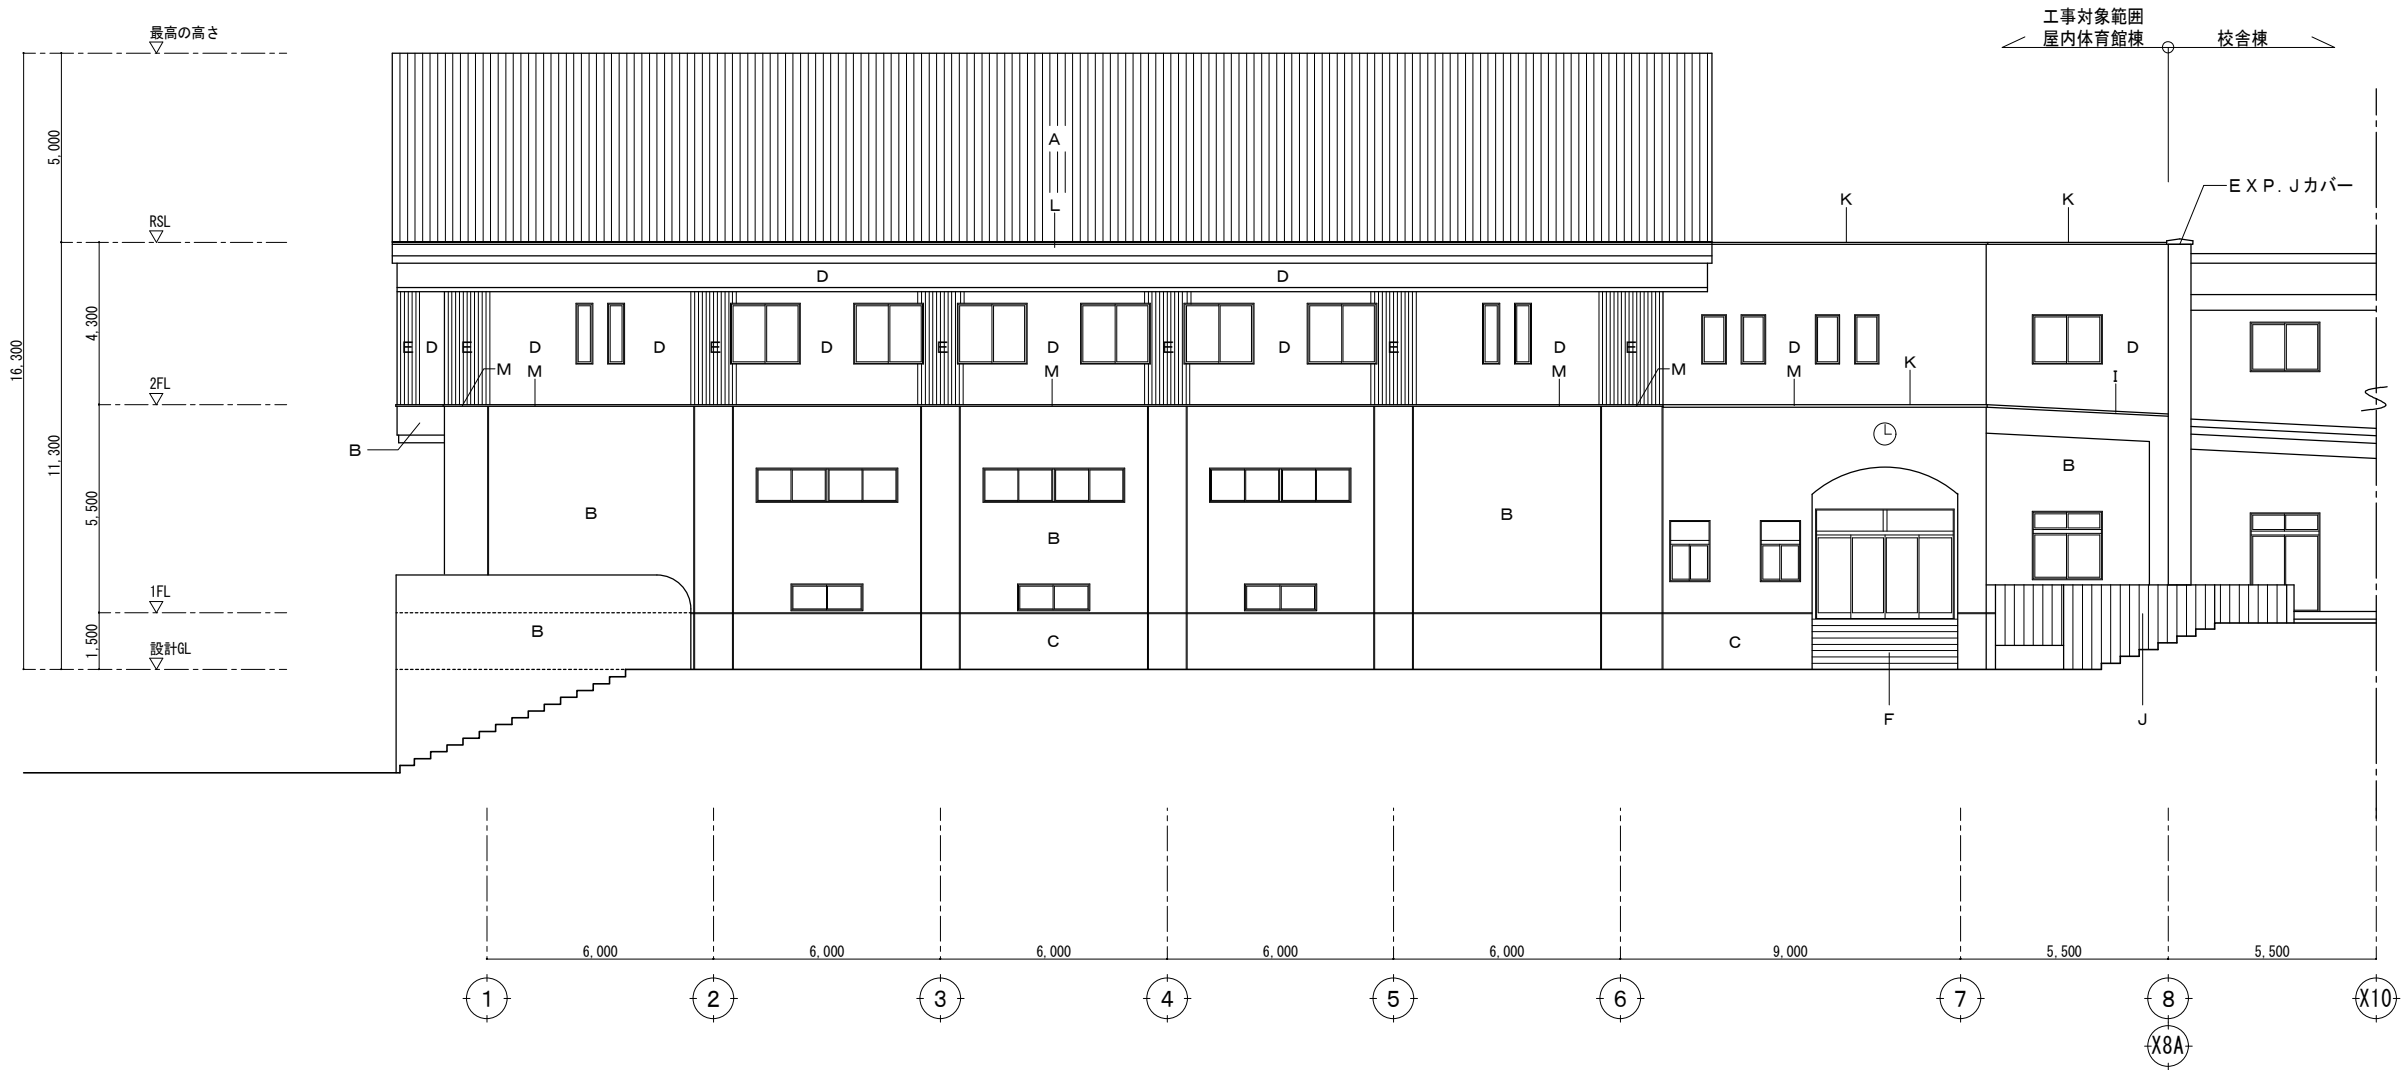 工事対象範囲
最高の高さ
屋内体育館棟
校舎棟
5,000
A
EXP.Jカバー
L
K
K
RSL
D
D
4,300
16,300
E
D
E
D
D
E
D
E
D
E
D
E
D
E
D
D
M
M
M
M
M
M
K
I
2FL
B
11,300
B
5,500
B
B
B
1FL
B
1,500
C
C
設計GL
F
J
6,000
6,000
6,000
6,000
6,000
9,000
5,500
5,500
1
2
3
4
5
6
7
8
X10
X8A